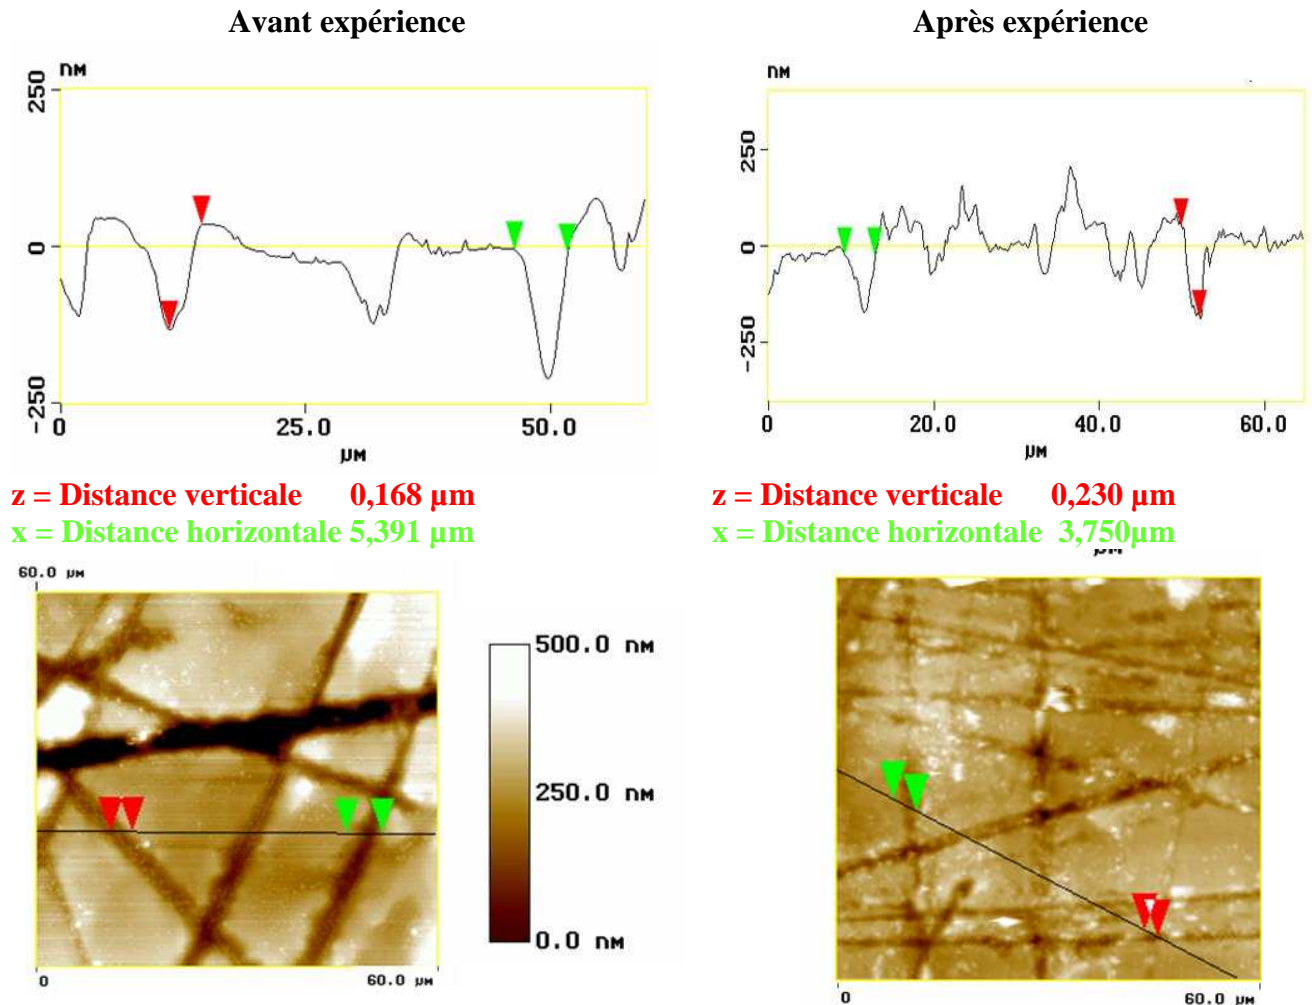 Avant expérience
Après expérience
nm
250
0
-250
0
25.0
50.0
µm
nm
250
0
-250
0
20.0
40.0
60.0
µm
z = Distance verticale 0,168 µm
x = Distance horizontale 5,391 µm
z = Distance verticale 0,230 µm
x = Distance horizontale 3,750µm
60.0 µm
0
60.0 µm
500.0 nm
250.0 nm
0.0 nm
µm
0
60.0 µm